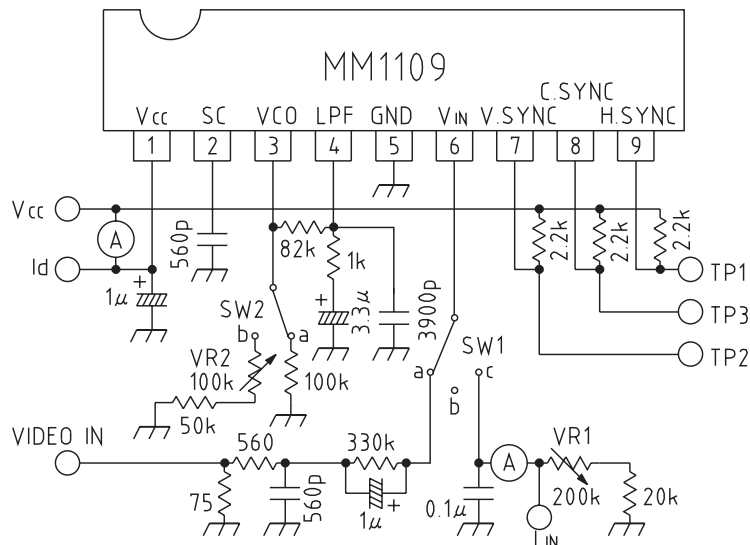 MM1109
C.SYNC
Vcc SC VCO LPF GND VIN V.SYNC H.SYNC
1 2 3 4 5 6 7 8 9
Vcc
A
Id
1µ
+
560p
82k
1k
+
3.3µ
3900p
2.2k
2.2k
2.2k
TP1
TP3
TP2
SW2
b
a
VR2
100k
100k
50k
SW1
a
b
c
VIDEO IN
75
560
560p
330k
1µ
+
0.1µ
A
VR1
200k
20k
IIN